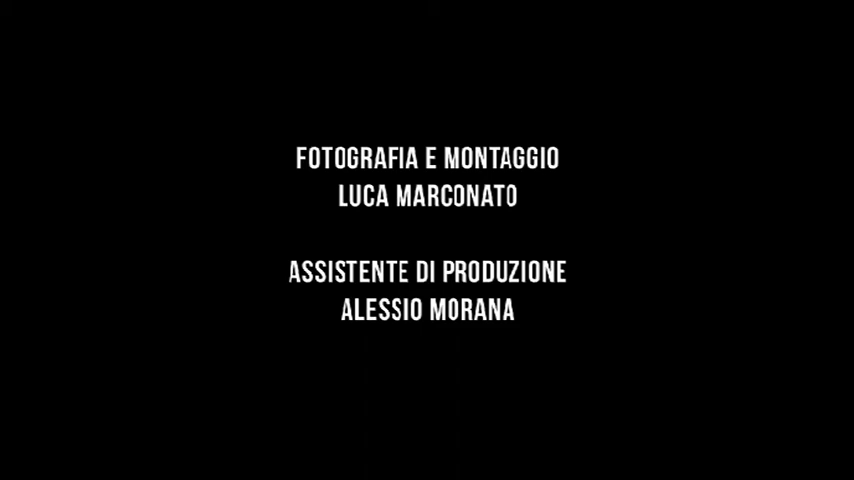 FOTOGRAFIA E MONTAGGIO
LUCA MARCONATO
ASSISTENTE DI PRODUZIONE
ALESSIO MORANA